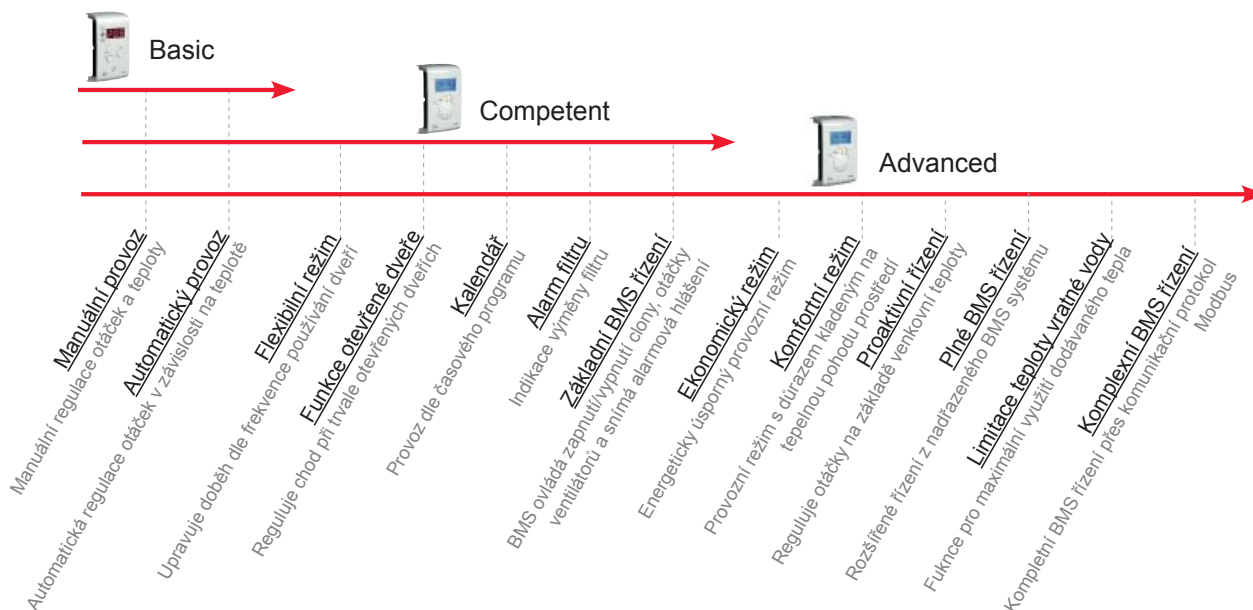 Basic
Competent
Advanced
Manuální provoz
Manuální regulace otáček a teploty
Automatický provoz
Automatická regulace otáček v závislosti na teplotě
Flexibilní režim
Upravuje doběh dle frekvence používání dveří
Funkce otevřené dveře
Reguluje chod při trvale otevřených dveřích
Kalendář
Provoz dle časového programu
Alarm filtru
Indikace výměny filtru
Základní BMS řízení
BMS ovládá zapnutí/vypnutí clony, otáčky
ventilátorů a snímá alarmová hlášení
Ekonomický režim
Energeticky úsporný provozní režim
Komfortní režim
Provozní režim s důrazem kladeným na
tepelnou pohodu prostředí
Proaktivní řízení
Reguluje otáčky na základě venkovní teploty
Plné BMS řízení
Rozšířené řízení z nadřazeného BMS systému
Limitace teploty vratné vody
Fuknce pro maximální využití dodávaného tepla
Komplexní BMS řízení
Kompletní BMS řízení přes komunikační protokol
Modbus